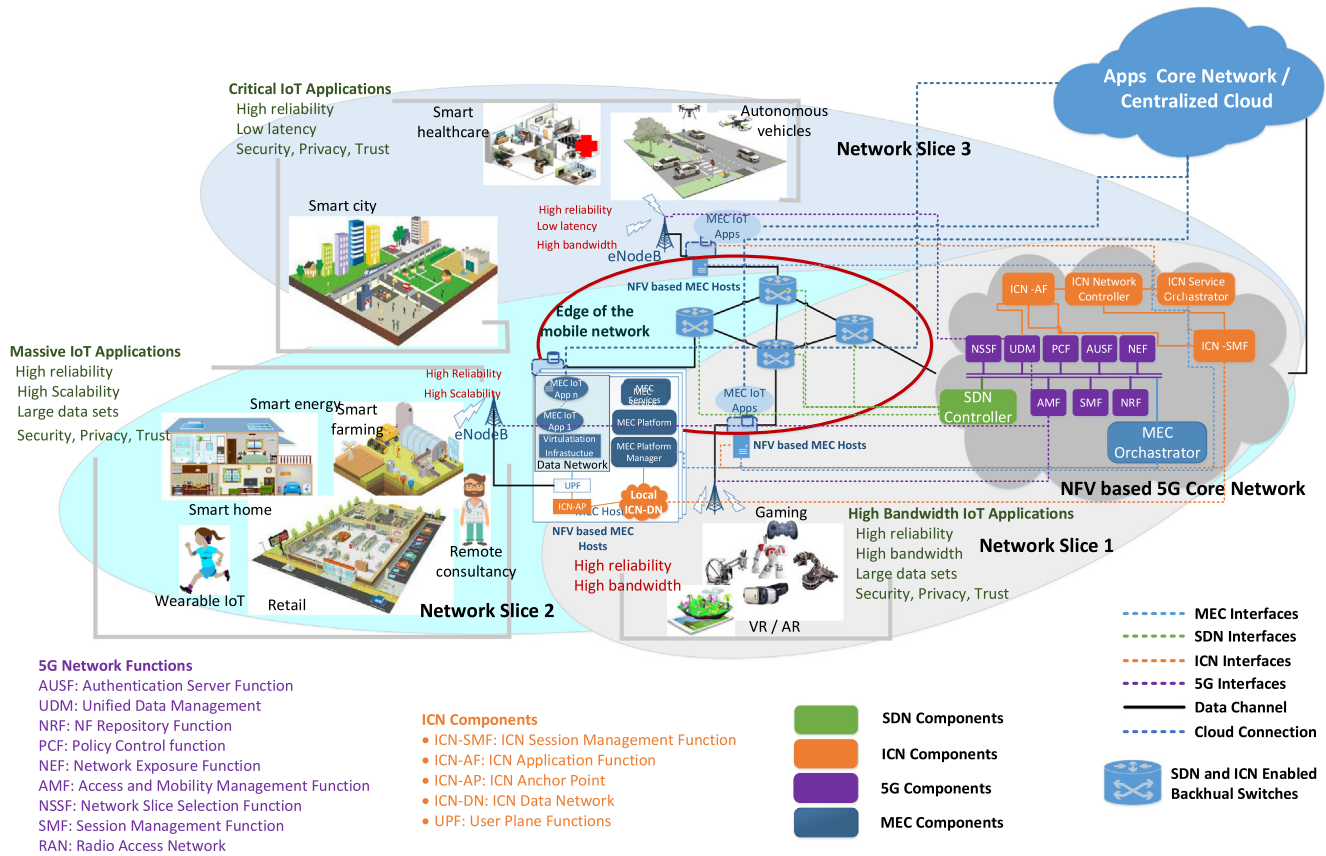 Apps Core Network /
Centralized Cloud
Critical IoT Applications
High reliability
Low latency
Security, Privacy, Trust
Smart
healthcare
Autonomous
vehicles
Network Slice 3
Smart city
High reliability
Low latency
High bandwidth
eNodeB
MEC IoT
Apps
NFV based MEC Hosts
Edge of the
mobile network
ICN -AF
ICN Network
Controller
ICN Service
Orchastrator
ICN -SMF
NSSF
UDM
PCF
AUSF
NEF
AMF
SMF
NRF
SDN
Controller
MEC
Orchastrator
NFV based 5G Core Network
Massive IoT Applications
High reliability
High Scalability
Large data sets
Security, Privacy, Trust
High Reliability
High Scalability
eNodeB
Smart energy
Smart
farming
Smart home
Wearable IoT
Retail
Remote
consultancy
Network Slice 2
MEC IoT
App n
MEC IoT
App 1
Virtulatiation
Infrastuctue
Data Network
MEC
Services
MEC Platform
MEC Platform
Manager
UPF
ICN-AP
Local
ICN-DN
MEC Host
NFV based MEC
Hosts
High reliability
High bandwidth
MEC IoT
Apps
NFV based MEC Hosts
Gaming
VR / AR
High Bandwidth IoT Applications
High reliability
High bandwidth
Large data sets
Security, Privacy, Trust
Network Slice 1
MEC Interfaces
SDN Interfaces
ICN Interfaces
5G Interfaces
Data Channel
Cloud Connection
SDN and ICN Enabled
Backhual Switches
5G Network Functions
AUSF: Authentication Server Function
UDM: Unified Data Management
NRF: NF Repository Function
PCF: Policy Control function
NEF: Network Exposure Function
AMF: Access and Mobility Management Function
NSSF: Network Slice Selection Function
SMF: Session Management Function
RAN: Radio Access Network
ICN Components
• ICN-SMF: ICN Session Management Function
• ICN-AF: ICN Application Function
• ICN-AP: ICN Anchor Point
• ICN-DN: ICN Data Network
• UPF: User Plane Functions
SDN Components
ICN Components
5G Components
MEC Components